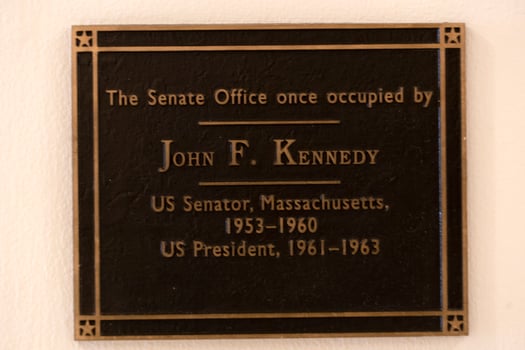 The Senate Office once occupied by
John F. Kennedy
US Senator, Massachusetts,
1953–1960
US President, 1961–1963